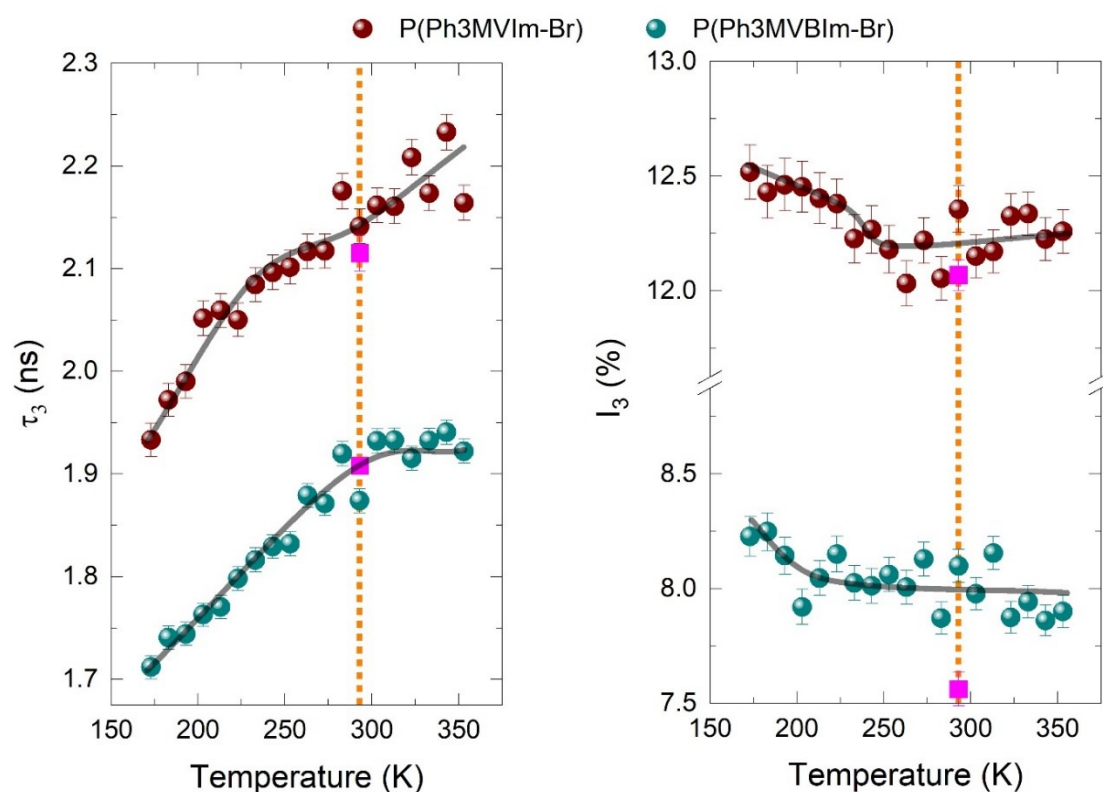 P(Ph3MVIm-Br) P(Ph3MVBIm-Br)
2.3
2.2
2.1
2.0
1.9
1.8
1.7
τ3 (ns)
150 200 250 300 350
Temperature (K)
13.0
12.5
12.0
8.5
8.0
7.5
I3 (%)
150 200 250 300 350
Temperature (K)